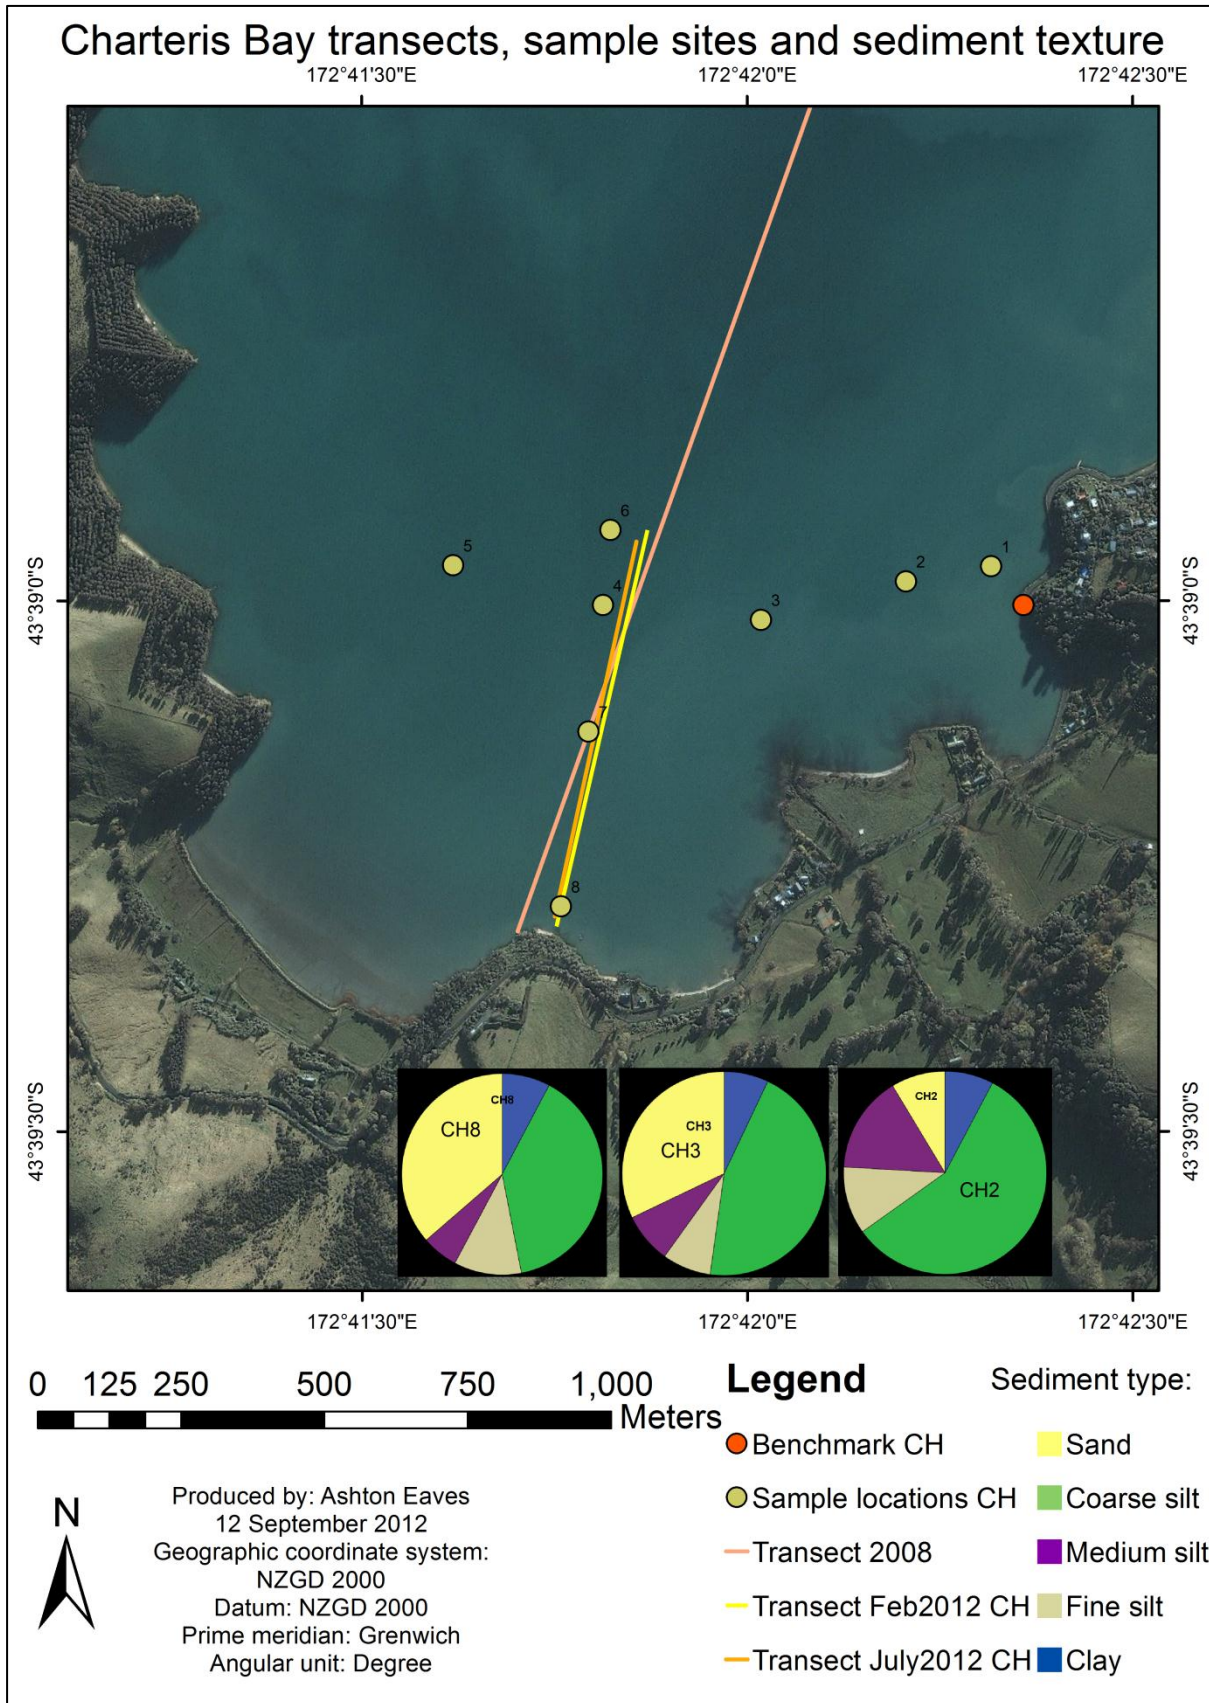 Charteris Bay transects, sample sites and sediment texture
172°41'30"E 172°42'0"E 172°42'30"E
6
5
1
2
4
3
43°39'0"S 43°39'0"S
7
8
CH8 CH3 CH2
CH8 CH3 CH2
43°39'30"S 43°39'30"S
172°41'30"E 172°42'0"E 172°42'30"E
0 125 250 500 750 1,000
Meters
Legend Sediment type:
Benchmark CH Sand
Sample locations CH Coarse silt
Transect 2008 Medium silt
Transect Feb2012 CH Fine silt
Transect July2012 CH Clay
N
Produced by: Ashton Eaves
12 September 2012
Geographic coordinate system:
NZGD 2000
Datum: NZGD 2000
Prime meridian: Grenwich
Angular unit: Degree